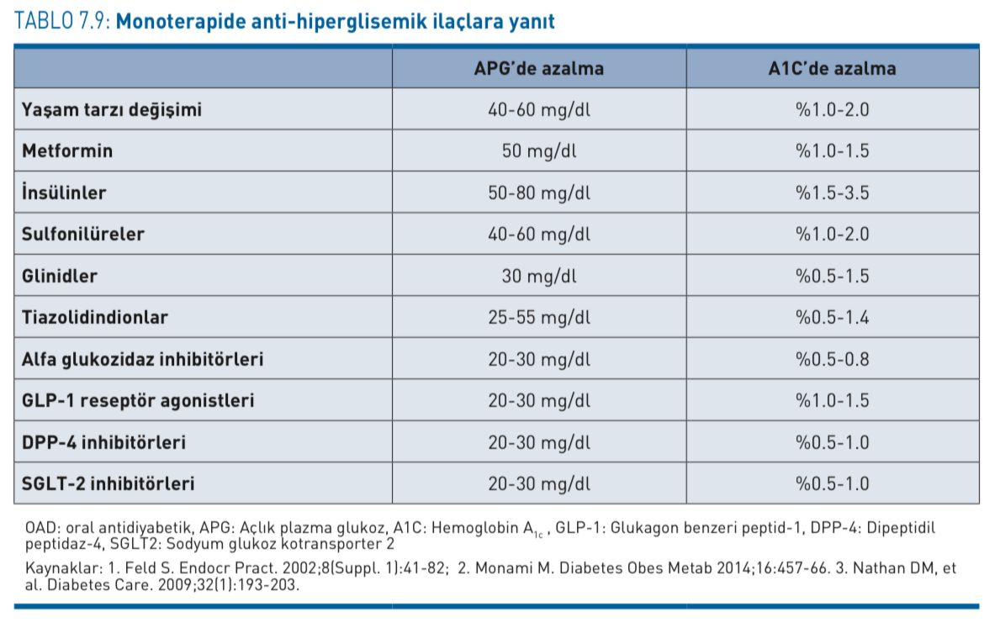 TABLO 7.9: Monoterapide anti-hiperglisemik ilaçlara yanıt
APG’de azalma A1C’de azalma
Yaşam tarzı değişimi 40-60 mg/dl %1.0-2.0
Metformin 50 mg/dl %1.0-1.5
İnsülinler 50-80 mg/dl %1.5-3.5
Sulfonilüreler 40-60 mg/dl %1.0-2.0
Glinidler 30 mg/dl %0.5-1.5
Tiazolidindionlar 25-55 mg/dl %0.5-1.4
Alfa glukozidaz inhibitörleri 20-30 mg/dl %0.5-0.8
GLP-1 reseptör agonistleri 20-30 mg/dl %1.0-1.5
DPP-4 inhibitörleri 20-30 mg/dl %0.5-1.0
SGLT-2 inhibitörleri 20-30 mg/dl %0.5-1.0
OAD: oral antidiyabetik, APG: Açlık plazma glukoz, A1C: Hemoglobin A1c , GLP-1: Glukagon benzeri peptid-1, DPP-4: Dipeptidil
peptidaz-4, SGLT2: Sodyum glukoz kotransporter 2
Kaynaklar: 1. Feld S. Endocr Pract. 2002;8(Suppl. 1):41-82; 2. Monami M. Diabetes Obes Metab 2014;16:457-66. 3. Nathan DM, et
al. Diabetes Care. 2009;32(1):193-203.